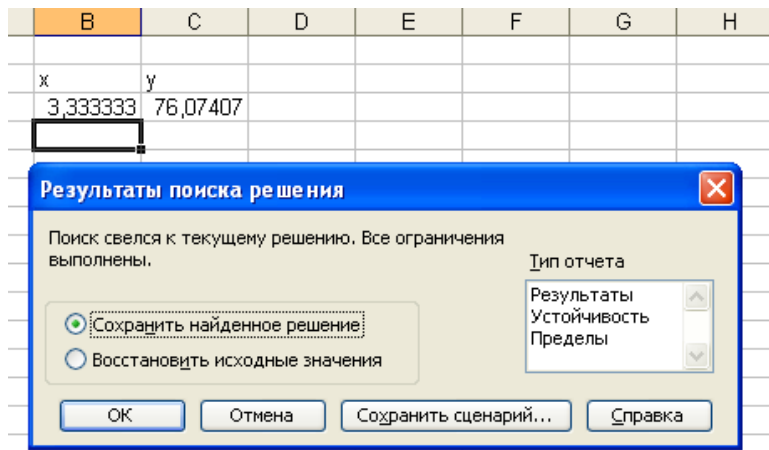 B C D E F G H
x y
3,333333 76,07407
Результаты поиска решения
Поиск свелся к текущему решению. Все ограничения
выполнены.
Тип отчета
Результаты
Устойчивость
Пределы
Сохранить найденное решение
Восстановить исходные значения
ОК Отмена Сохранить сценарий... Справка